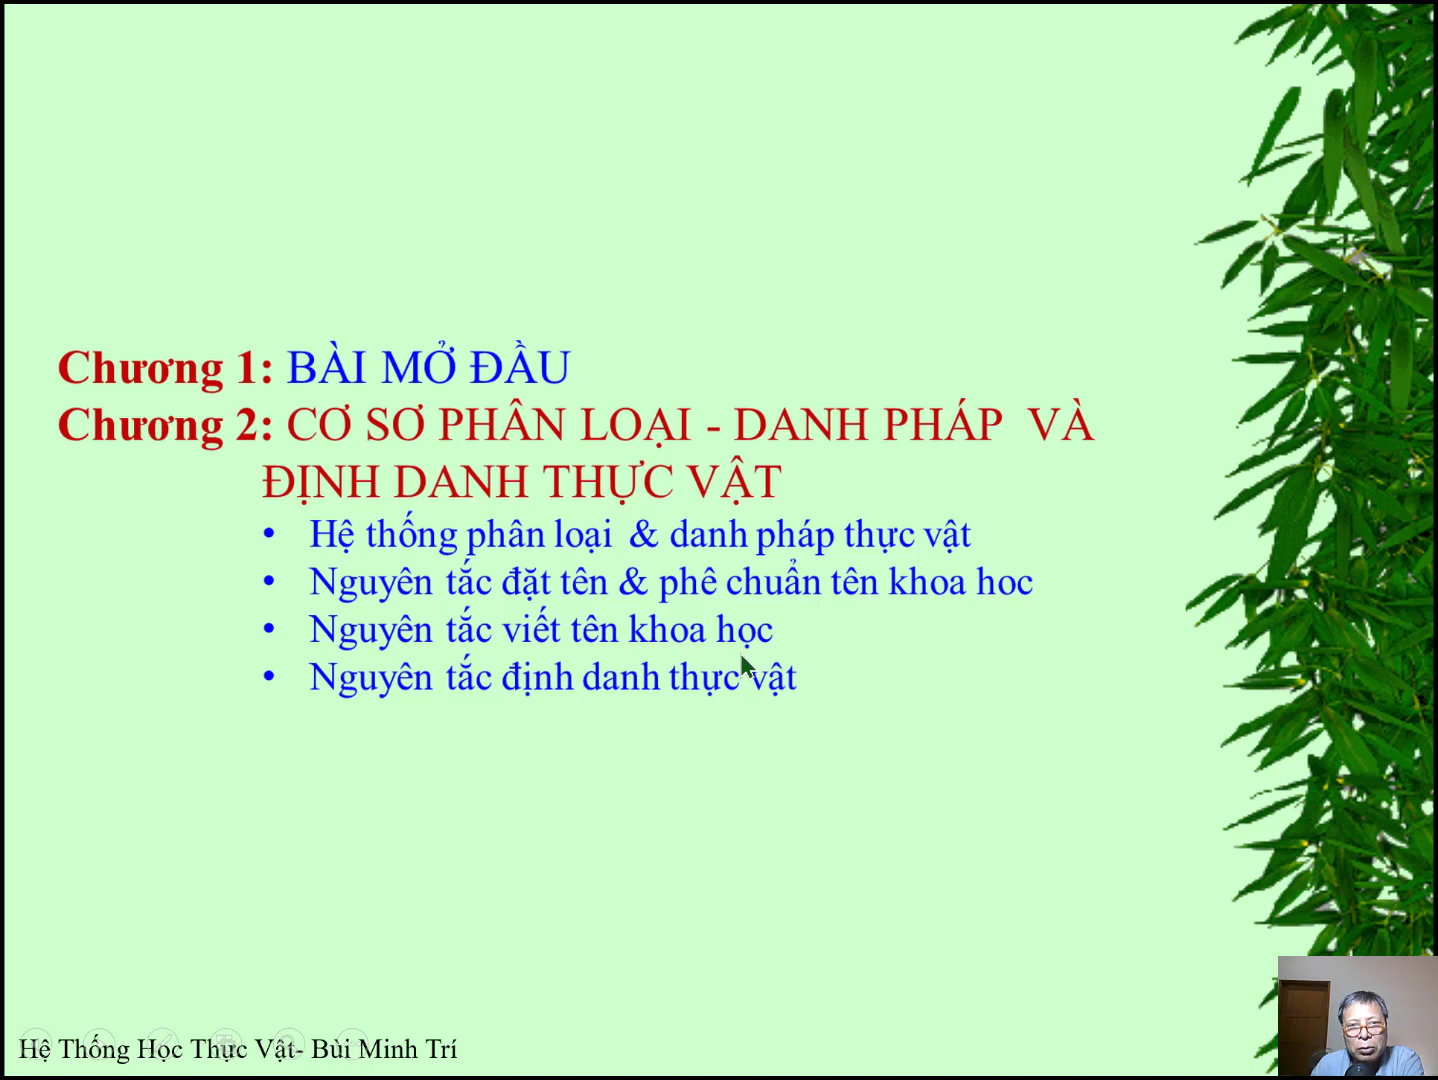 Chương 1: BÀI MỞ ĐẦU
Chương 2: CƠ SƠ PHÂN LOẠI - DANH PHÁP VÀ
ĐỊNH DANH THỰC VẬT
• Hệ thống phân loại & danh pháp thực vật
• Nguyên tắc đặt tên & phê chuẩn tên khoa hoc
• Nguyên tắc viết tên khoa học
• Nguyên tắc định danh thực vật
Hệ Thống Học Thực Vật- Bùi Minh Trí